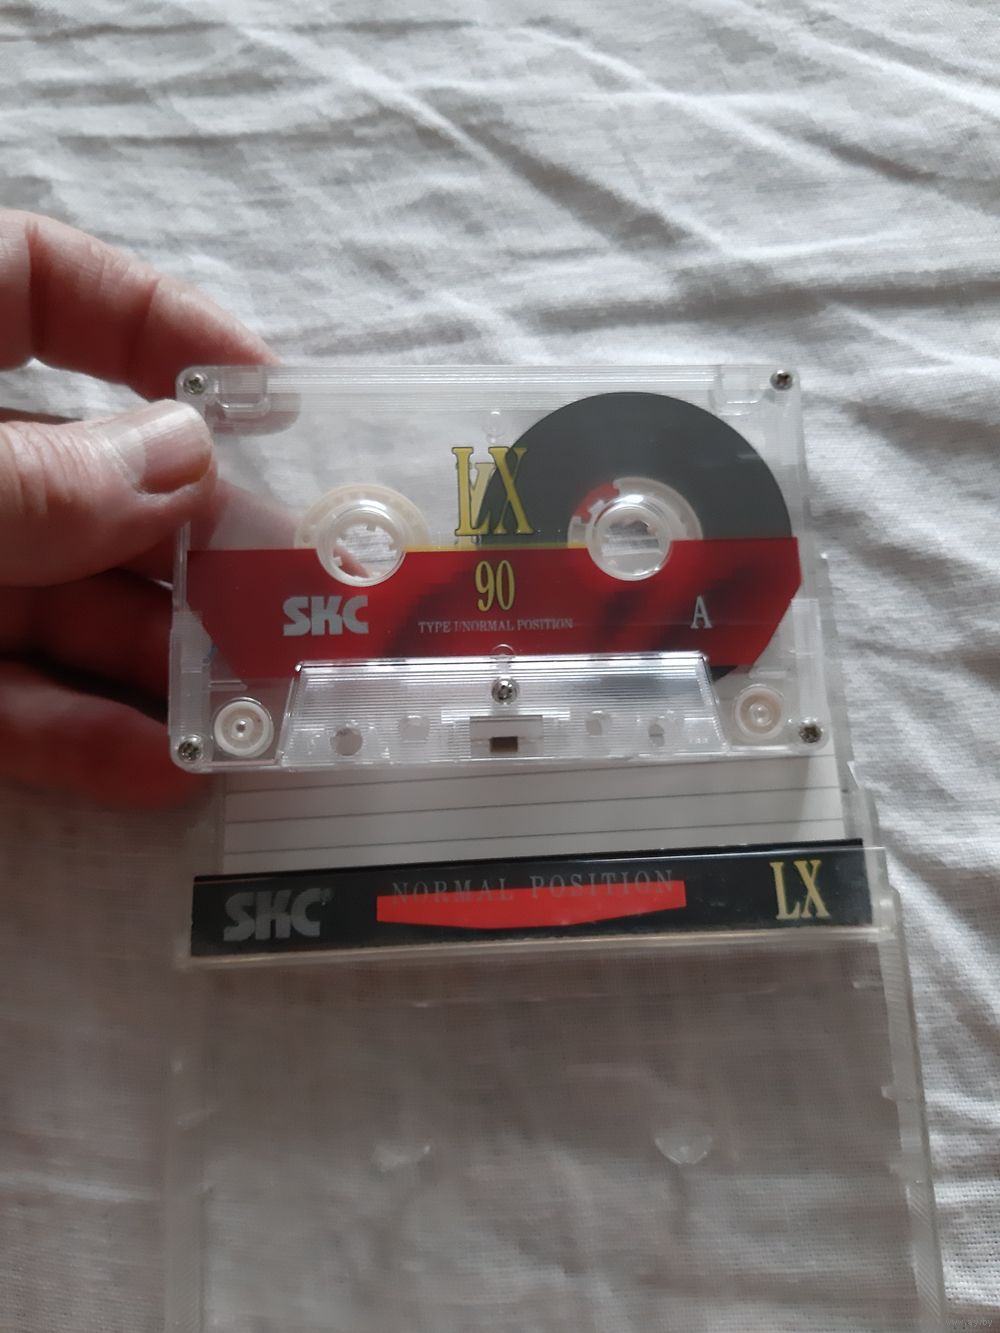 LX
90
SKC
TYPE I/NORMAL POSITION
A
SKC
NORMAL POSITION
LX